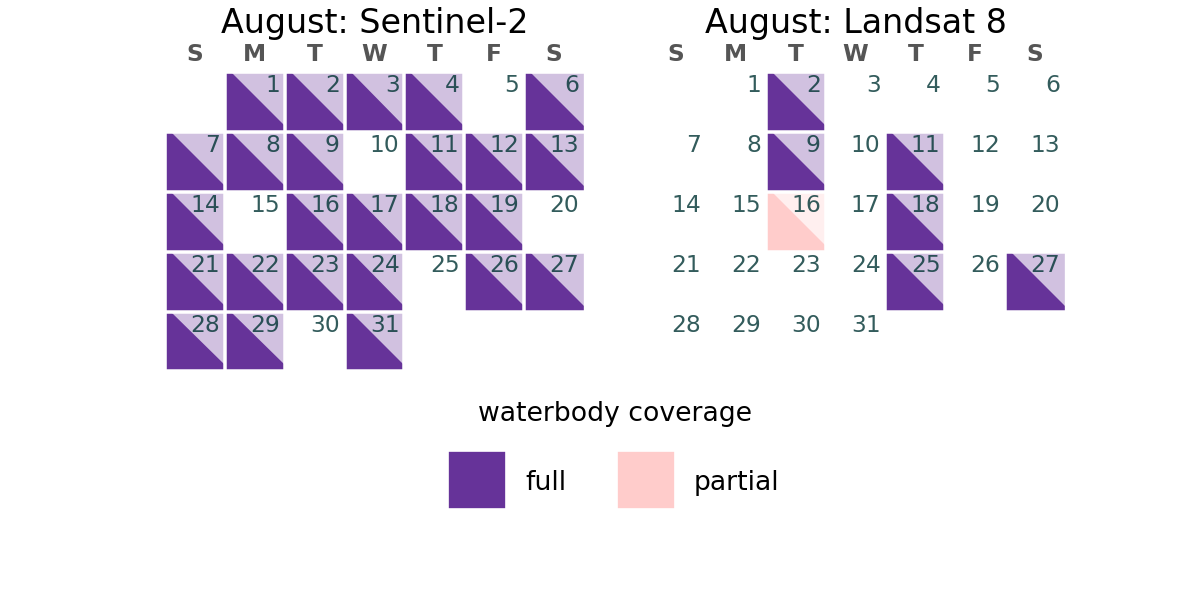 August: Sentinel-2
S M T W T F S
1 2 3 4 5 6
7 8 9 10 11 12 13
14 15 16 17 18 19 20
21 22 23 24 25 26 27
28 29 30 31
August: Landsat 8
S M T W T F S
1 2 3 4 5 6
7 8 9 10 11 12 13
14 15 16 17 18 19 20
21 22 23 24 25 26 27
28 29 30 31
waterbody coverage
full partial